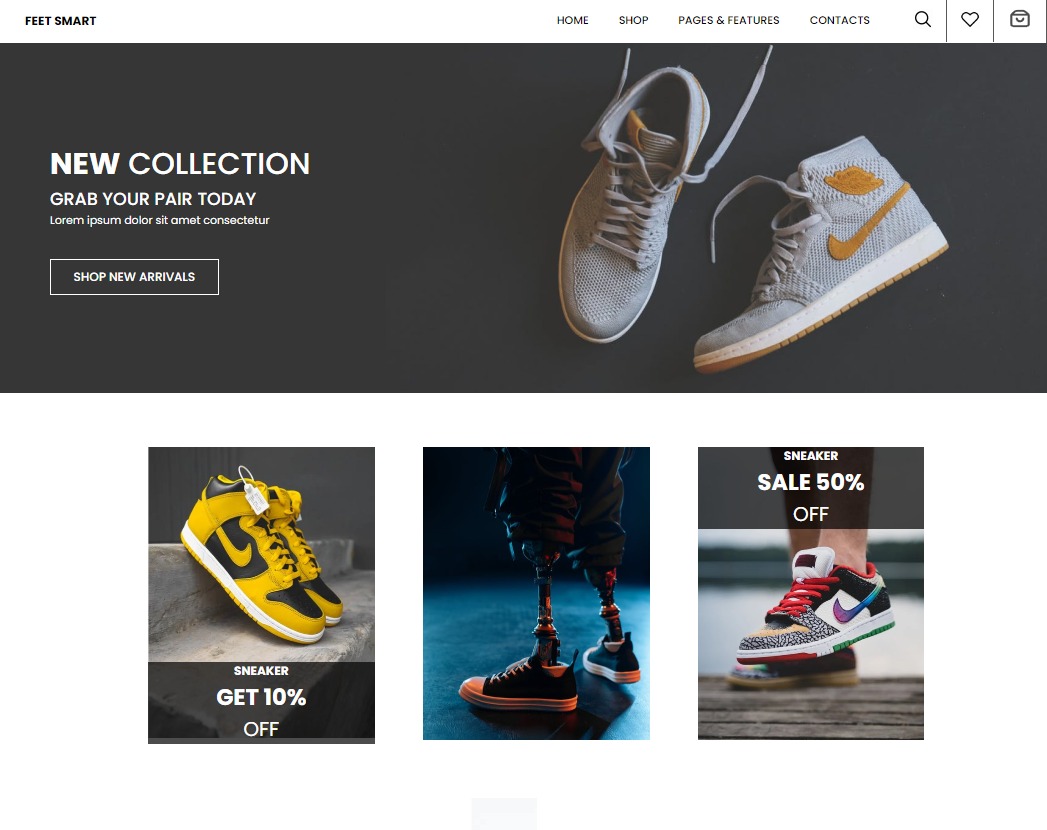 FEET SMART
HOME SHOP PAGES & FEATURES CONTACTS
NEW COLLECTION
GRAB YOUR PAIR TODAY
Lorem ipsum dolor sit amet consectetur
SHOP NEW ARRIVALS
SNEAKER
GET 10%
OFF
SNEAKER
SALE 50%
OFF